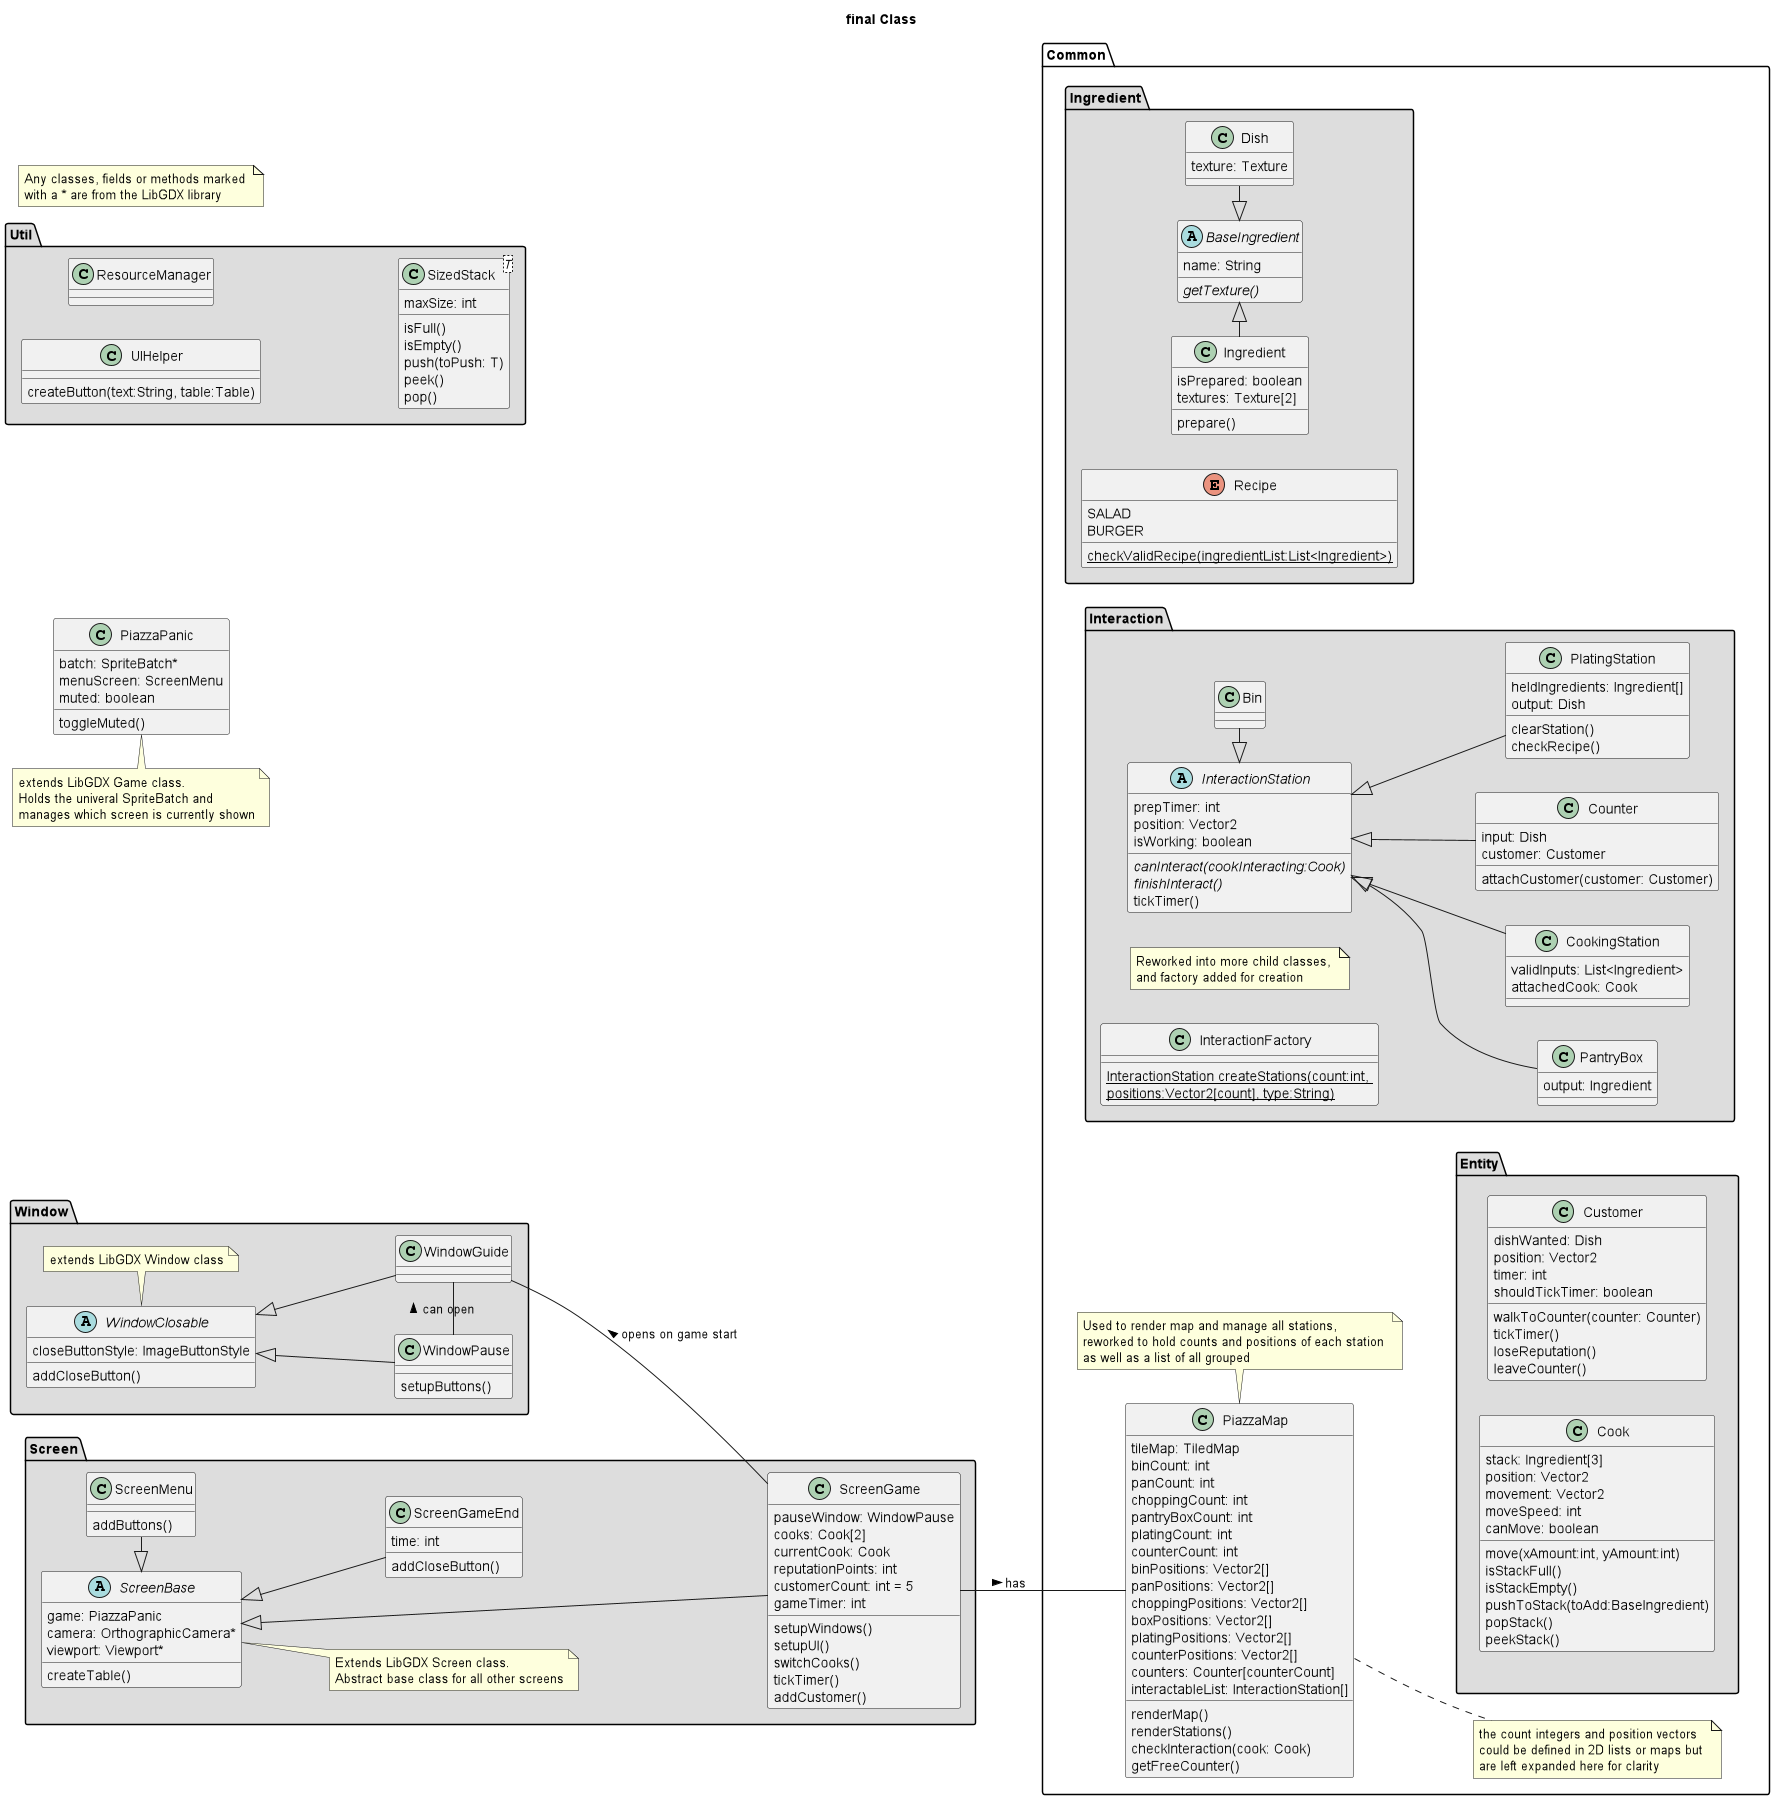 final Class
Any classes, fields or methods marked
with a * are from the LibGDX library
Util
C ResourceManager
C SizedStack
T
maxSize: int
isFull()
isEmpty()
push(toPush: T)
peek()
pop()
C UIHelper
createButton(text:String, table:Table)
C PiazzaPanic
batch: SpriteBatch*
menuScreen: ScreenMenu
muted: boolean
toggleMuted()
extends LibGDX Game class.
Holds the univeral SpriteBatch and
manages which screen is currently shown
Window
extends LibGDX Window class
A WindowClosable
closeButtonStyle: ImageButtonStyle
addCloseButton()
C WindowGuide
can open
C WindowPause
setupButtons()
opens on game start
Screen
C ScreenMenu
addButtons()
A ScreenBase
game: PiazzaPanic
camera: OrthographicCamera*
viewport: Viewport*
createTable()
C ScreenGameEnd
time: int
addCloseButton()
Extends LibGDX Screen class.
Abstract base class for all other screens
C ScreenGame
pauseWindow: WindowPause
cooks: Cook[2]
currentCook: Cook
reputationPoints: int
customerCount: int = 5
gameTimer: int
setupWindows()
setupUI()
switchCooks()
tickTimer()
addCustomer()
has
Common
Ingredient
C Dish
texture: Texture
A BaseIngredient
name: String
getTexture()
C Ingredient
isPrepared: boolean
textures: Texture[2]
prepare()
E Recipe
SALAD
BURGER
checkValidRecipe(ingredientList:List<Ingredient>)
Interaction
C Bin
A InteractionStation
prepTimer: int
position: Vector2
isWorking: boolean
canInteract(cookInteracting:Cook)
finishInteract()
tickTimer()
Reworked into more child classes,
and factory added for creation
C InteractionFactory
InteractionStation createStations(count:int,
positions:Vector2[count], type:String)
C PlatingStation
heldIngredients: Ingredient[]
output: Dish
clearStation()
checkRecipe()
C Counter
input: Dish
customer: Customer
attachCustomer(customer: Customer)
C CookingStation
validInputs: List<Ingredient>
attachedCook: Cook
C PantryBox
output: Ingredient
Used to render map and manage all stations,
reworked to hold counts and positions of each station
as well as a list of all grouped
C PiazzaMap
tileMap: TiledMap
binCount: int
panCount: int
choppingCount: int
pantryBoxCount: int
platingCount: int
counterCount: int
binPositions: Vector2[]
panPositions: Vector2[]
choppingPositions: Vector2[]
boxPositions: Vector2[]
platingPositions: Vector2[]
counterPositions: Vector2[]
counters: Counter[counterCount]
interactableList: InteractionStation[]
renderMap()
renderStations()
checkInteraction(cook: Cook)
getFreeCounter()
Entity
C Customer
dishWanted: Dish
position: Vector2
timer: int
shouldTickTimer: boolean
walkToCounter(counter: Counter)
tickTimer()
loseReputation()
leaveCounter()
C Cook
stack: Ingredient[3]
position: Vector2
movement: Vector2
moveSpeed: int
canMove: boolean
move(xAmount:int, yAmount:int)
isStackFull()
isStackEmpty()
pushToStack(toAdd:BaseIngredient)
popStack()
peekStack()
the count integers and position vectors
could be defined in 2D lists or maps but
are left expanded here for clarity